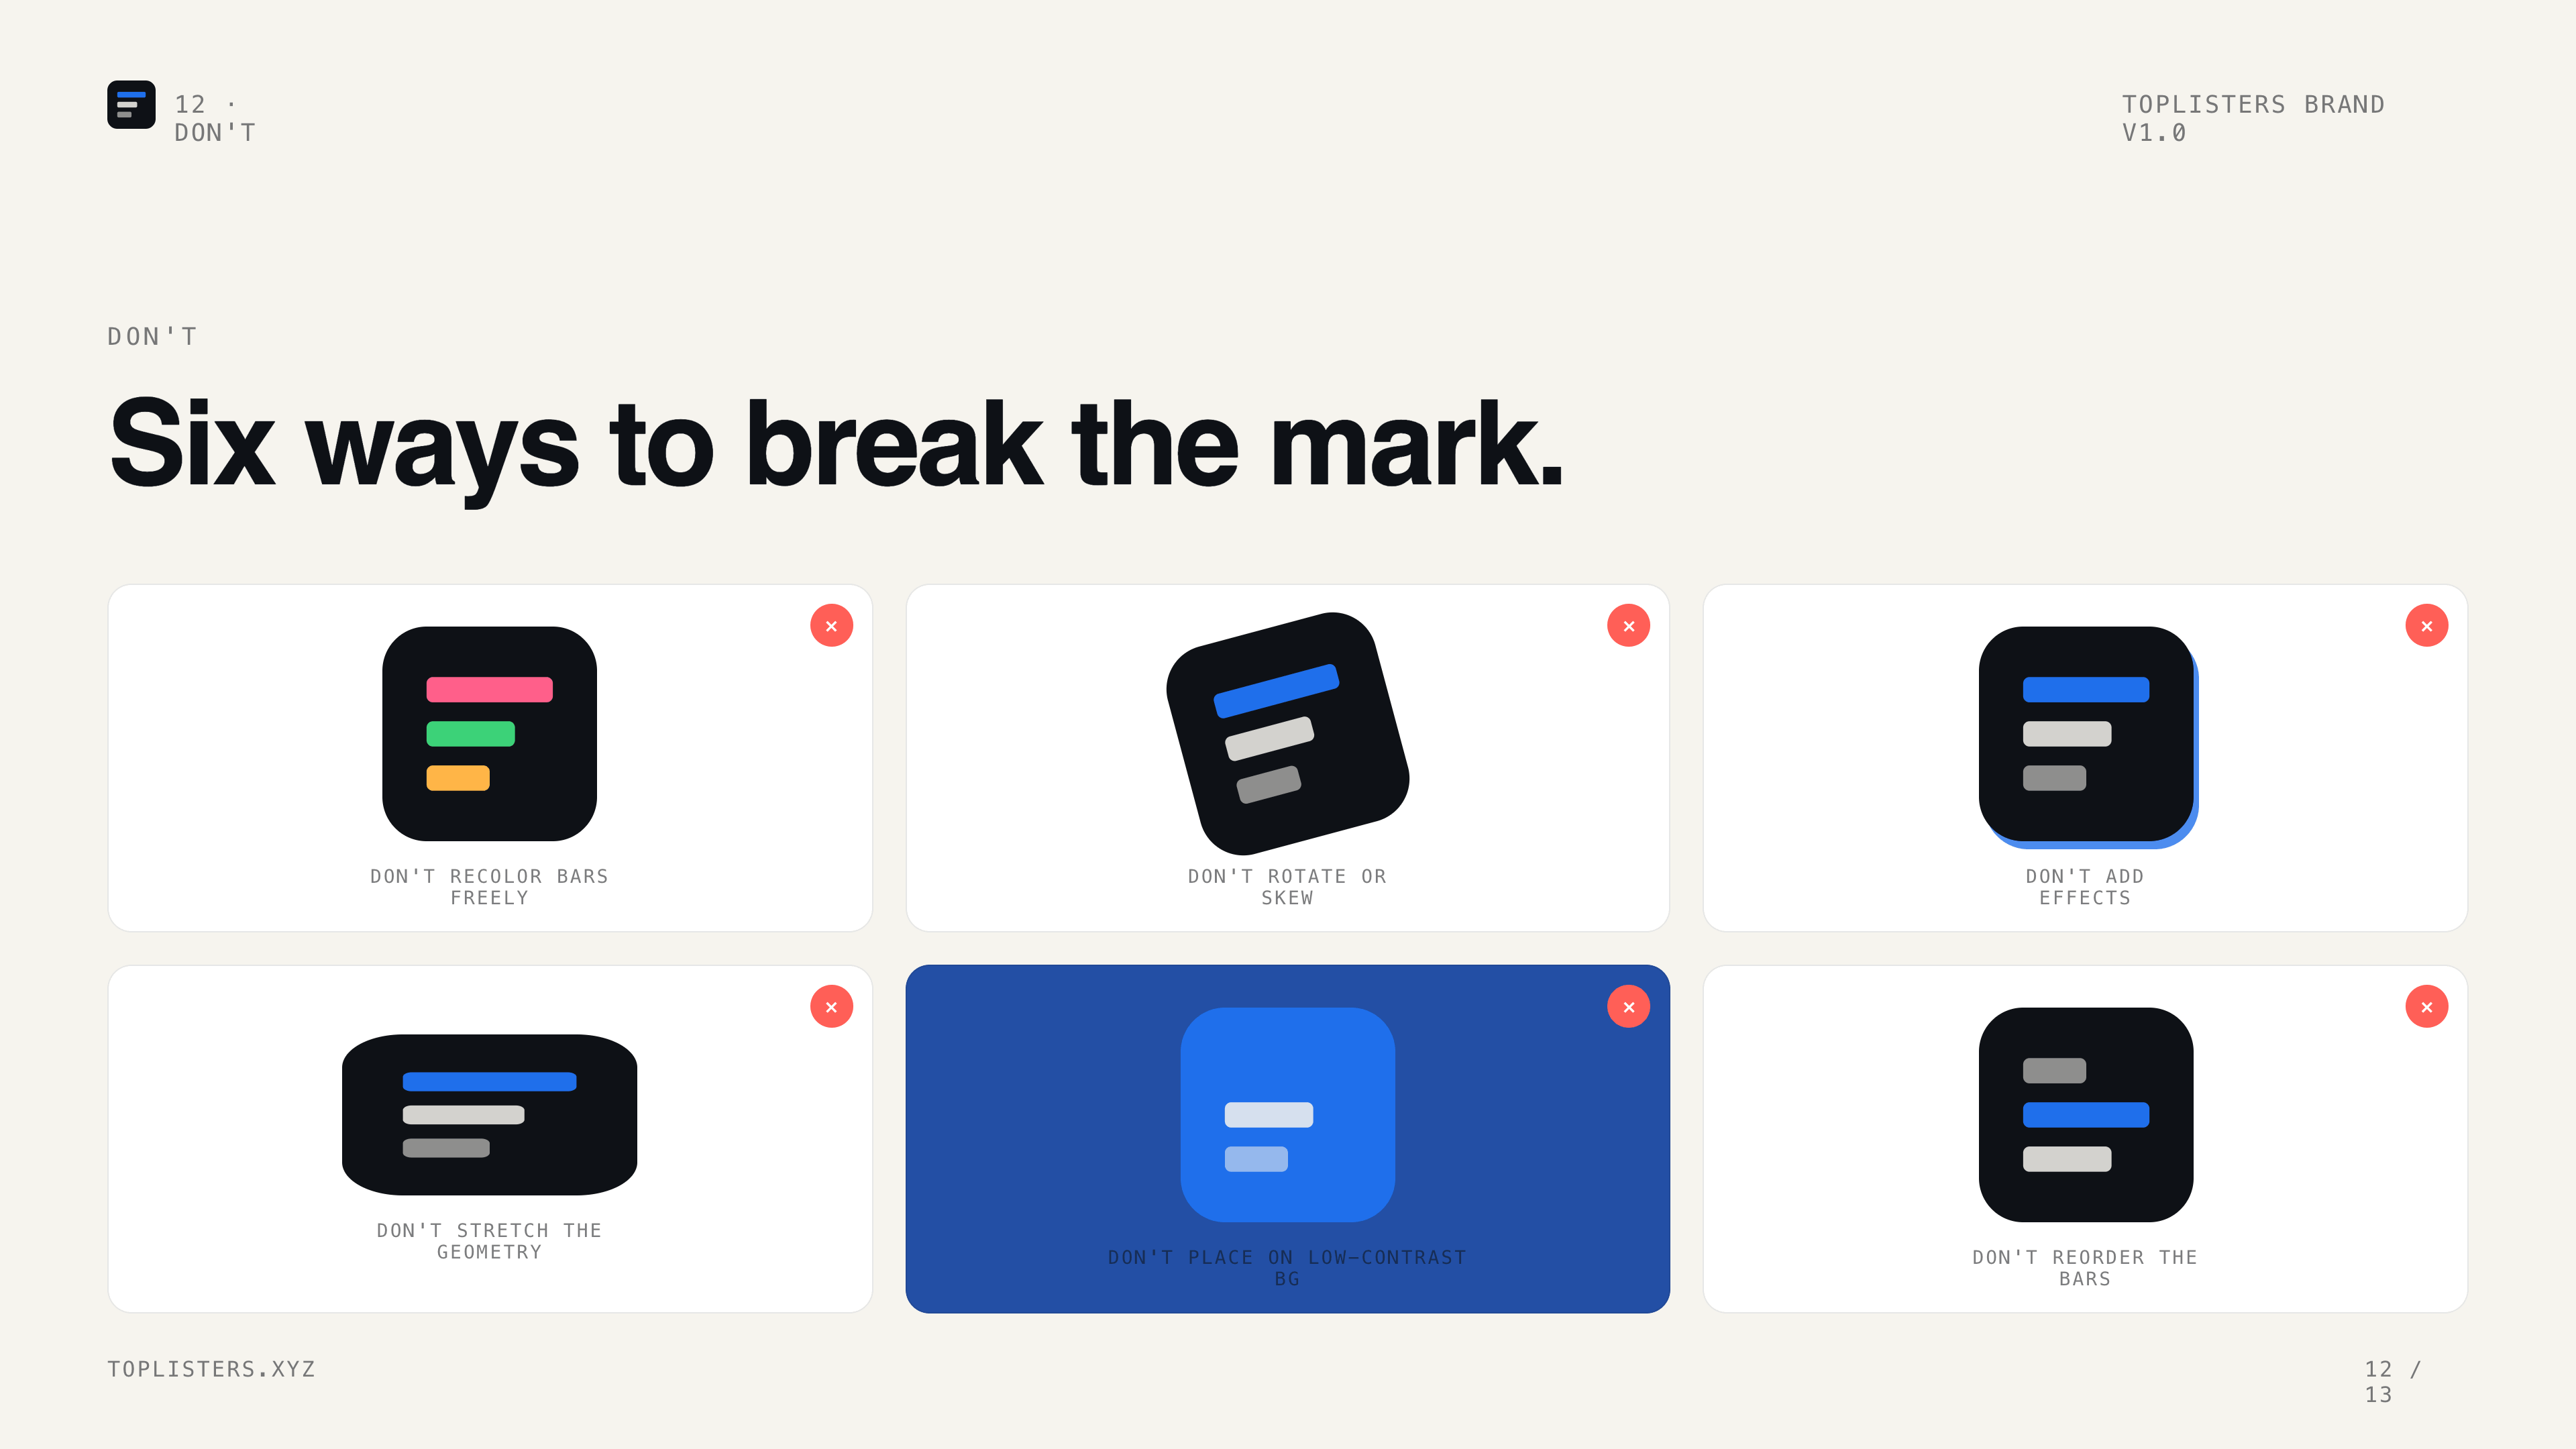 12 ·
DON'T
TOPLISTERS BRAND
V1.0
DON'T
Six ways to break the mark.
×
DON'T RECOLOR BARS
FREELY
×
DON'T ROTATE OR
SKEW
×
DON'T ADD
EFFECTS
×
DON'T STRETCH THE
GEOMETRY
×
DON'T PLACE ON LOW-CONTRAST
BG
×
DON'T REORDER THE
BARS
TOPLISTERS.XYZ
12 /
13